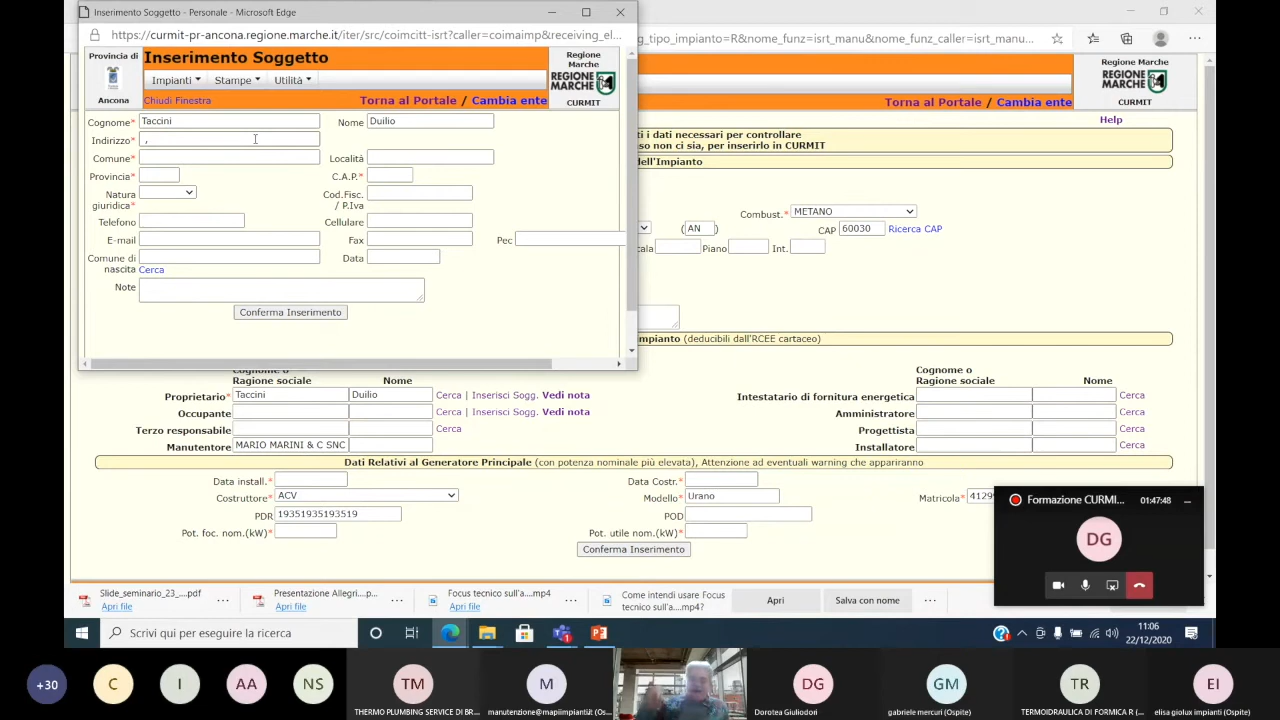 Inserimento Soggetto - Personale - Microsoft Edge
https://curmit-pr-ancona.regione.marche.it/iter/src/coimcitt-isrt?caller=coimaimp&receiving_el...
g_tipo_impianto=R&nome_funz=isrt_manu&nome_funz_caller=isrt_manu...
Provincia di
Ancona
Inserimento Soggetto
Impianti Stampe Utilità
Chiudi Finestra
Torna al Portale / Cambia ente
Regione
Marche
REGIONE
MARCHE
CURMIT
Regione Marche
REGIONE
MARCHE
Torna al Portale / Cambia ente
CURMIT
Help
Cognome* Taccini Nome Duilio
Indirizzo* ,
Comune* Località
Provincia* C.A.P.*
Natura
giuridica*
Cod.Fisc.
/ P.Iva
Telefono Cellulare
E-mail Fax Pec
Comune di
nascita Cerca
Data
Note
Conferma Inserimento
ti i dati necessari per controllare
so non ci sia, per inserirlo in CURMIT
dell'Impianto
Combust.* METANO
(AN ) CAP 60030 Ricerca CAP
cala Piano Int.
mpianto (deducibili dall'RCEE cartaceo)
Cognome o
Ragione sociale Nome
Proprietario* Taccini Duilio Cerca | Inserisci Sogg. Vedi nota
Occupante Cerca | Inserisci Sogg. Vedi nota
Terzo responsabile Cerca
Manutentore MARIO MARINI & C SNC
Cognome o
Ragione sociale Nome
Intestatario di fornitura energetica Cerca
Amministratore Cerca
Progettista Cerca
Installatore Cerca
Dati Relativi al Generatore Principale (con potenza nominale più elevata), Attenzione ad eventuali warning che appariranno
Data install.* Data Costr.*
Costruttore* ACV Modello* Urano Matricola* 4129
PDR 19351935193519 POD
Pot. foc. nom.(kW)* Pot. utile nom.(kW)*
Conferma Inserimento
Formazione CURMI... 01:47:48
DG
Slide_seminario_23_....pdf
Apri file
Presentazione Allegri....p...
Apri file
Focus tecnico sull'a....mp4
Apri file
Come intendi usare Focus
tecnico sull'a....mp4?
Apri
Salva con nome
Scrivi qui per eseguire la ricerca
11:06
22/12/2020
+30
C
I
AA
NS
TM
THERMO PLUMBING SERVICE DI BR...
M
manutenzione@mapiimpianti.it (Os...
DG
Dorotea Giuliodori
GM
gabriele mercuri (Ospite)
TR
TERMOIDRAULICA DI FORMICA R (...
EI
elisa giolux impianti (Ospite)